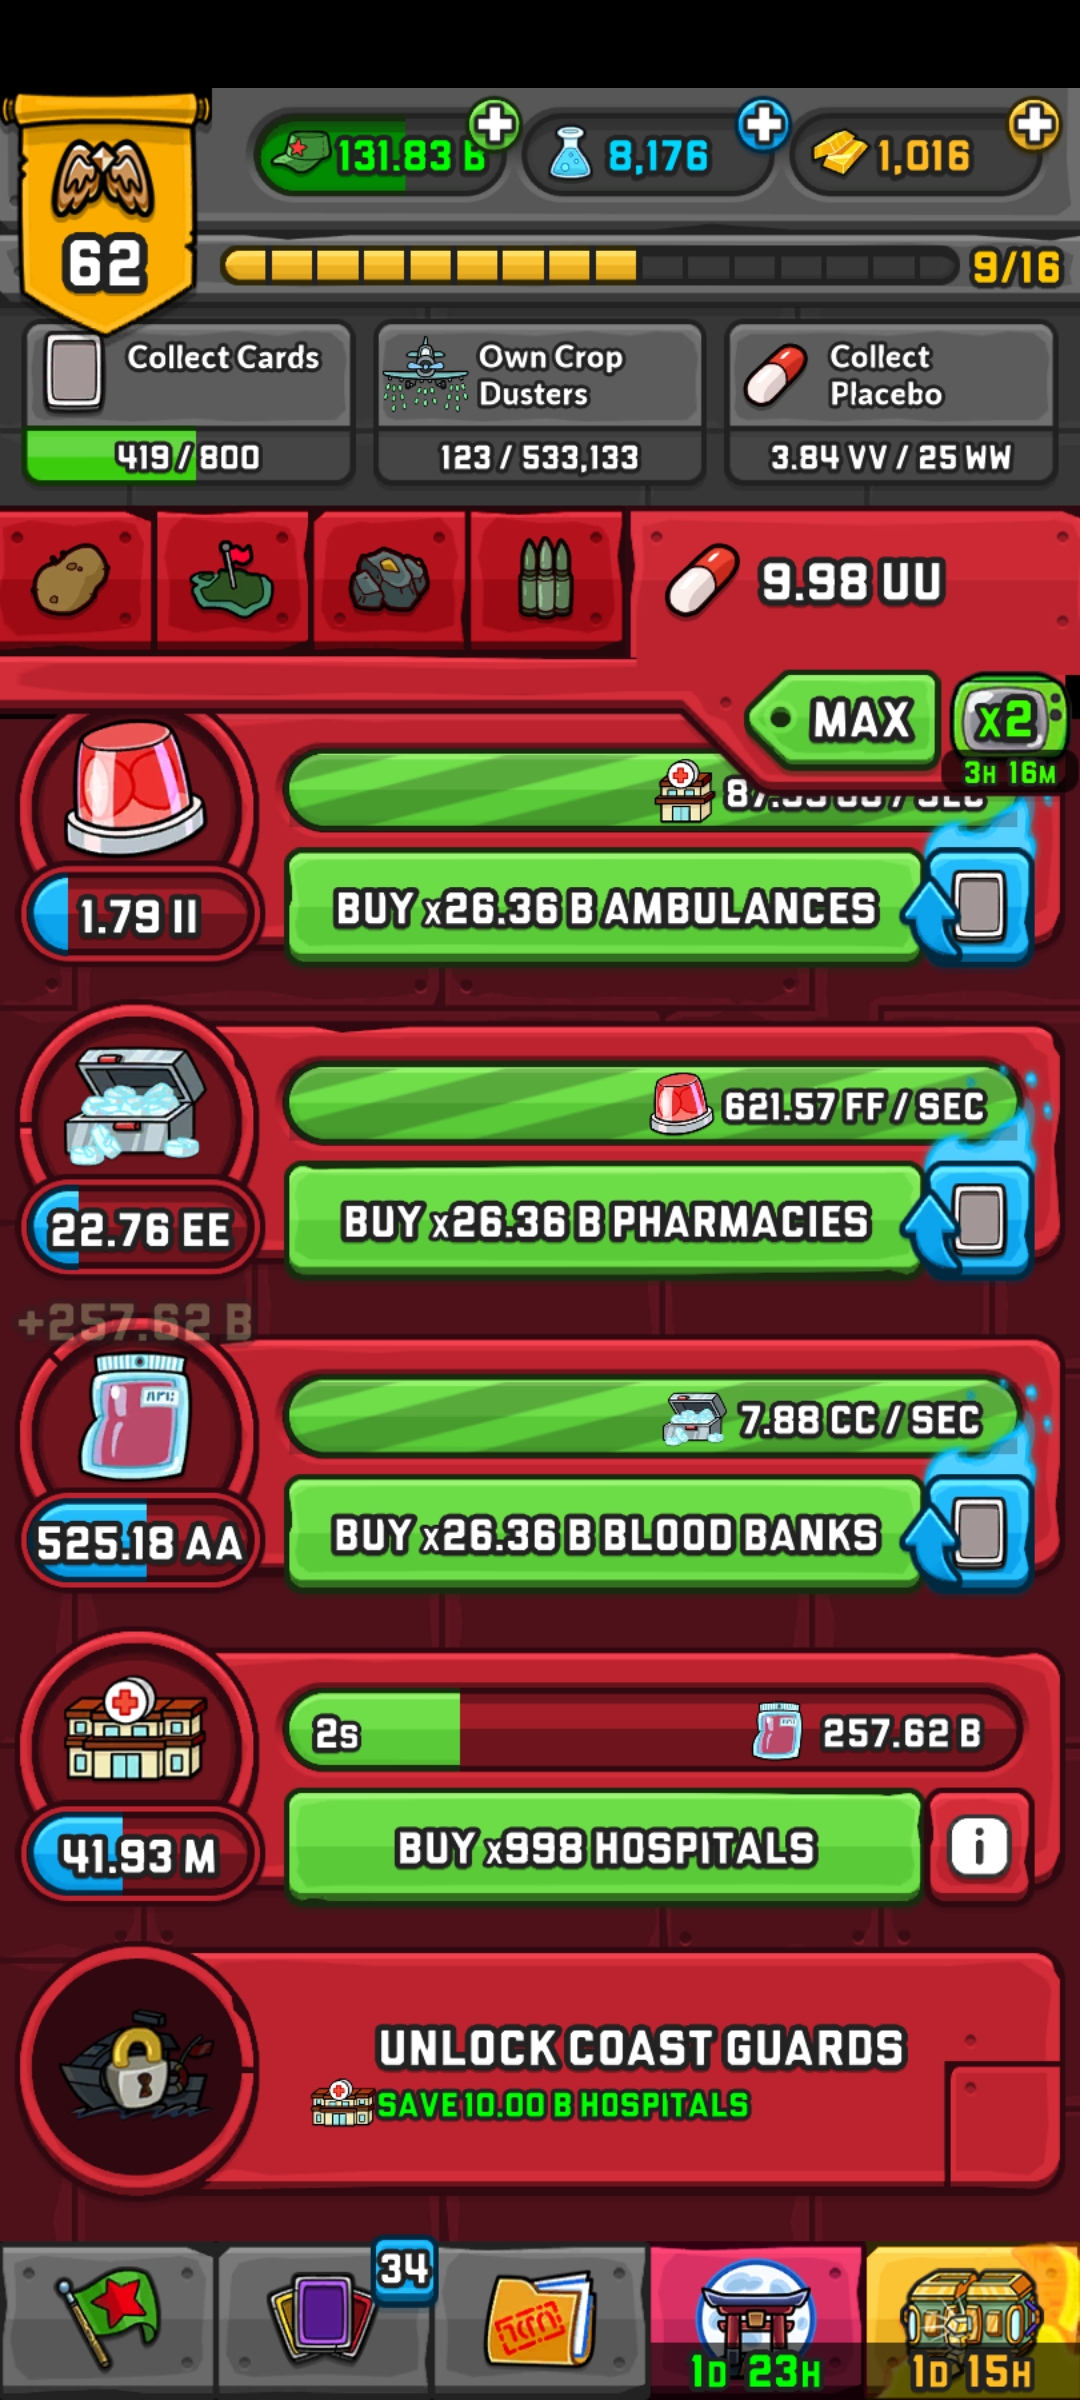 131.83 B
8,176
1,016
62
9/16
Collect Cards
419 / 800
Own Crop
Dusters
123 / 533,133
Collect
Placebo
3.84 VV / 25 WW
9.98 UU
MAX
x2
3H 16M
1.79 II
BUY x26.36 B AMBULANCES
621.57 FF / SEC
22.76 EE
BUY x26.36 B PHARMACIES
+257.62 B
7.88 CC / SEC
525.18 AA
BUY x26.36 B BLOOD BANKS
2s
257.62 B
41.93 M
BUY x998 HOSPITALS
i
UNLOCK COAST GUARDS
SAVE 10.00 B HOSPITALS
34
1D 23H
1D 15H